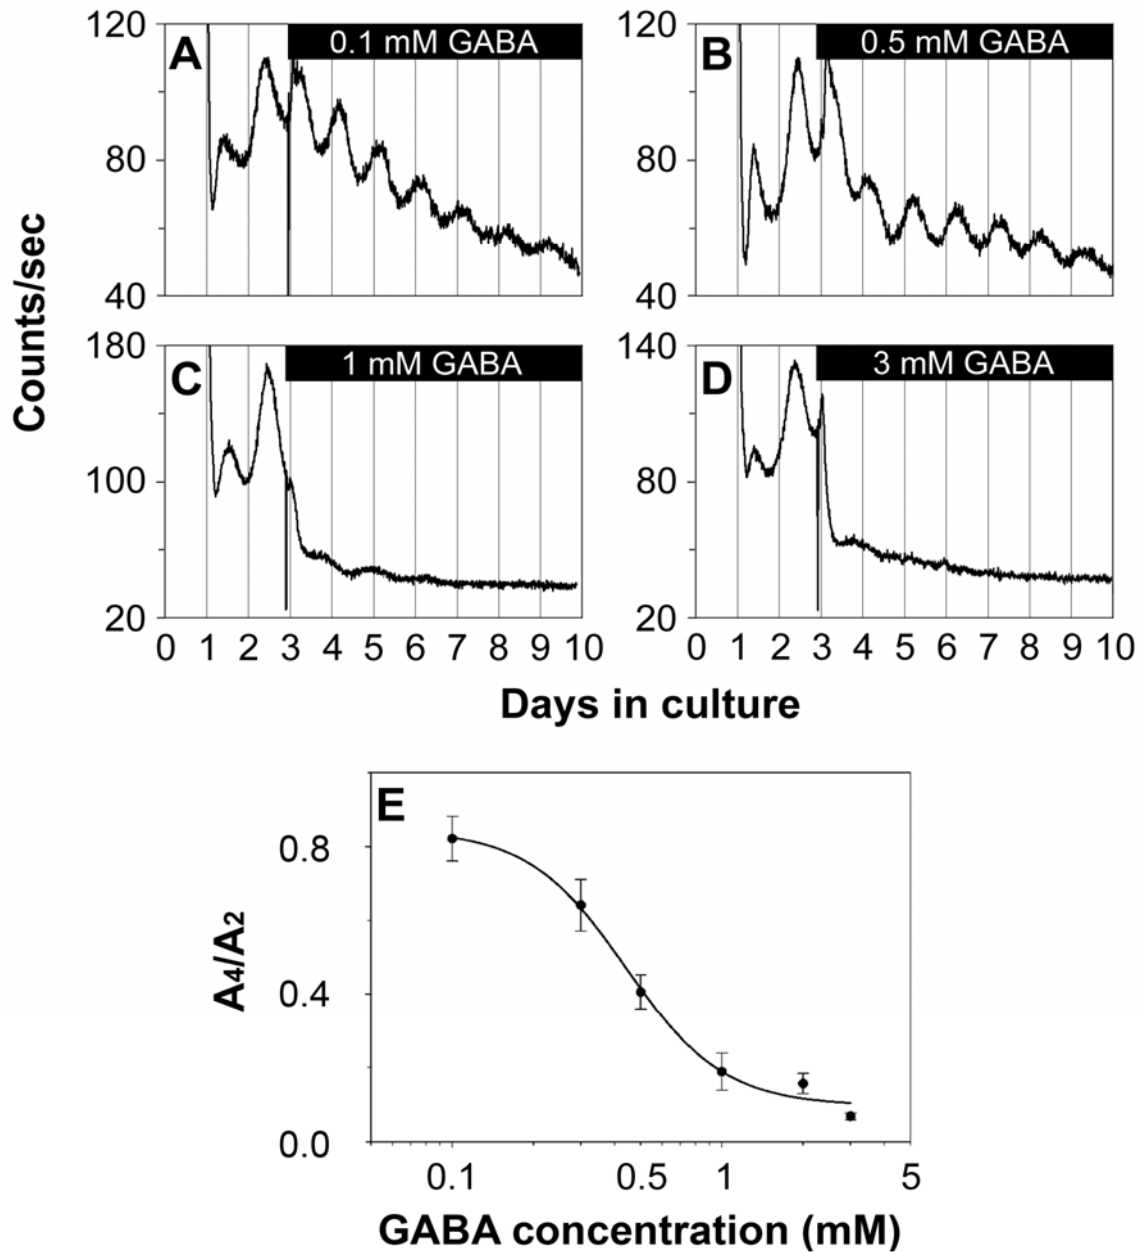 A 0.1 mM GABA
B 0.5 mM GABA
120
80
40
120
80
40
Counts/sec
C 1 mM GABA
D 3 mM GABA
180
100
20
140
80
20
0 1 2 3 4 5 6 7 8 9 10
0 1 2 3 4 5 6 7 8 9 10
Days in culture
E
0.8
0.4
0.0
A4/A2
0.1 0.5 1 5
GABA concentration (mM)